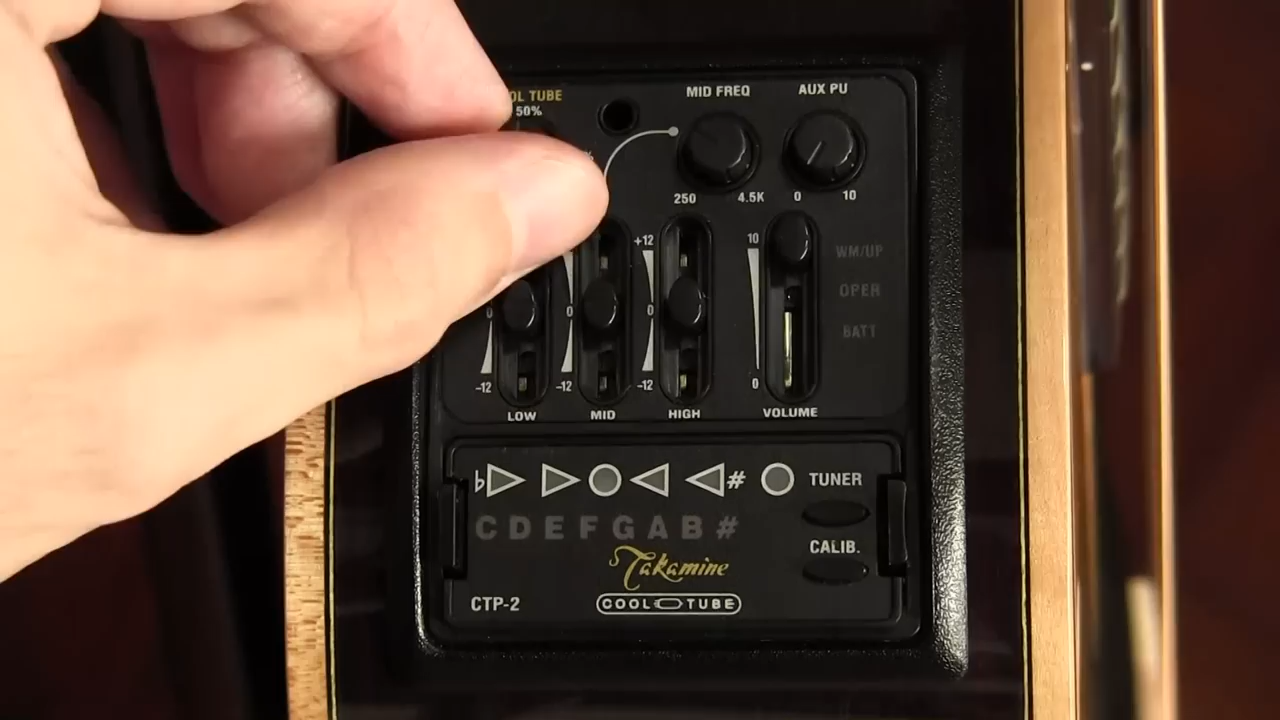 OL TUBE MID FREQ AUX PU
50%
250 4.5K 0 10
+12 10 WM/UP
OPER
0 0 0 BATT
-12 -12 -12 0
LOW MID HIGH VOLUME
♭ # TUNER
C D E F G A B #
CALIB.
Takamine
CTP-2 COOL TUBE